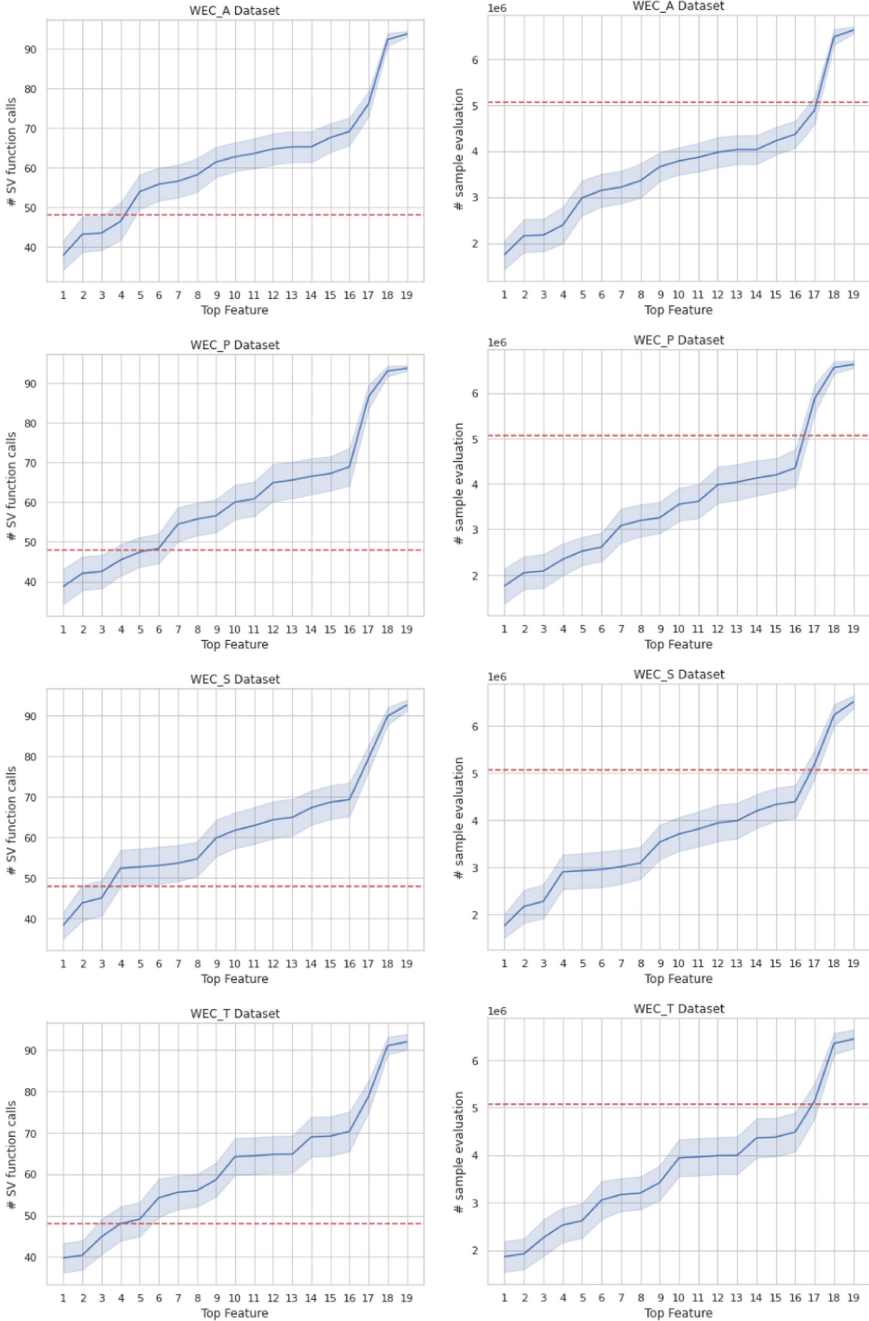 WEC_A Dataset
# SV function calls
90
80
70
60
50
40
1 2 3 4 5 6 7 8 9 10 11 12 13 14 15 16 17 18 19
Top Feature
WEC_A Dataset
1e6
# sample evaluation
6
5
4
3
2
1 2 3 4 5 6 7 8 9 10 11 12 13 14 15 16 17 18 19
Top Feature
WEC_P Dataset
# SV function calls
90
80
70
60
50
40
1 2 3 4 5 6 7 8 9 10 11 12 13 14 15 16 17 18 19
Top Feature
WEC_P Dataset
1e6
# sample evaluation
6
5
4
3
2
1 2 3 4 5 6 7 8 9 10 11 12 13 14 15 16 17 18 19
Top Feature
WEC_S Dataset
# SV function calls
90
80
70
60
50
40
1 2 3 4 5 6 7 8 9 10 11 12 13 14 15 16 17 18 19
Top Feature
WEC_S Dataset
1e6
# sample evaluation
6
5
4
3
2
1 2 3 4 5 6 7 8 9 10 11 12 13 14 15 16 17 18 19
Top Feature
WEC_T Dataset
# SV function calls
90
80
70
60
50
40
1 2 3 4 5 6 7 8 9 10 11 12 13 14 15 16 17 18 19
Top Feature
WEC_T Dataset
1e6
# sample evaluation
6
5
4
3
2
1 2 3 4 5 6 7 8 9 10 11 12 13 14 15 16 17 18 19
Top Feature